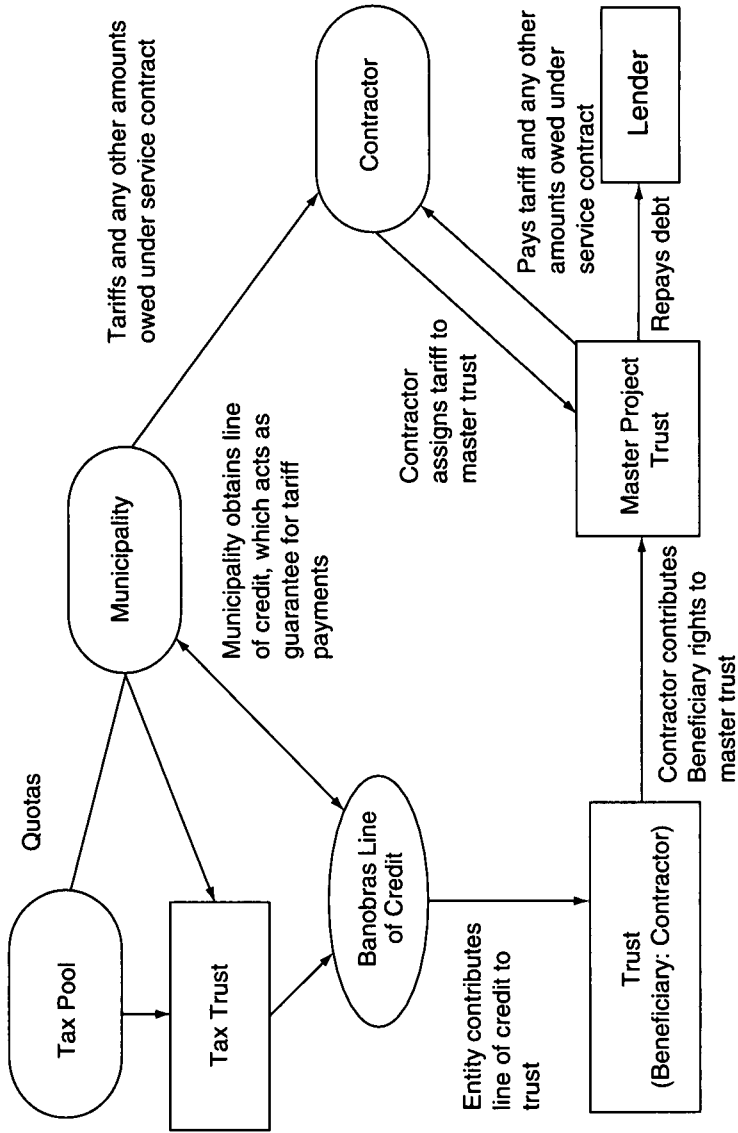 Tax Pool
Quotas
Tax Trust
Municipality
Tariffs and any other amounts
owed under service contract
Municipality obtains line
of credit, which acts as
guarantee for tariff
payments
Banobras Line
of Credit
Contractor
Entity contributes
line of credit to
trust
Contractor
assigns tariff to
master trust
Pays tariff and any other
amounts owed under
service contract
Trust
(Beneficiary: Contractor)
Contractor contributes
Beneficiary rights to
master trust
Master Project
Trust
Repays debt
Lender